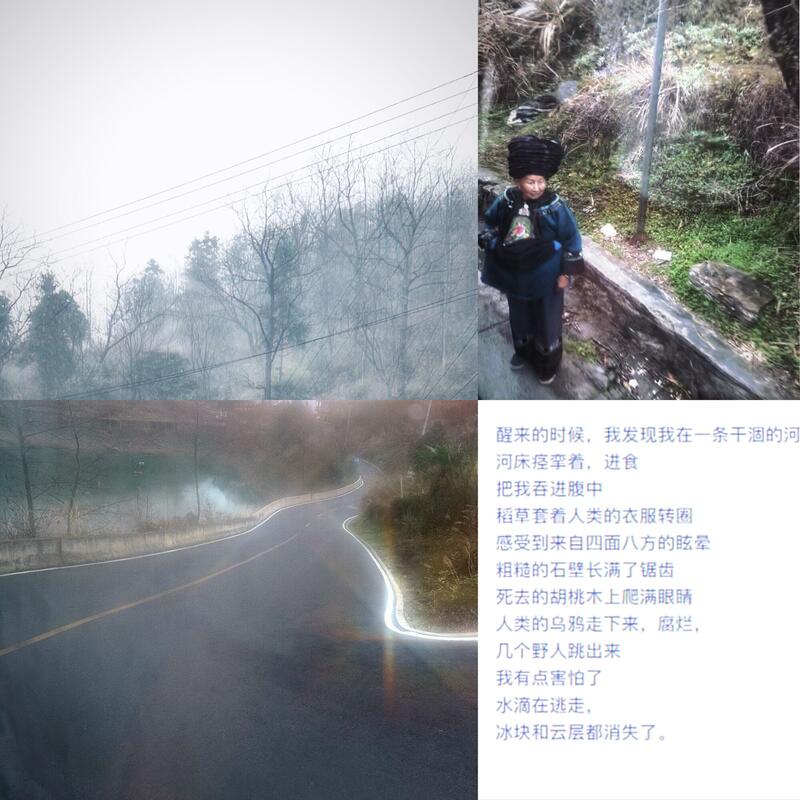 醒来的时候，我发现我在一条干涸的河
河床痉挛着，进食
把我吞进腹中
稻草套着人类的衣服转圈
感受到来自四面八方的眩晕
粗糙的石壁长满了锯齿
死去的胡桃木上爬满眼睛
人类的乌鸦走下来，腐烂，
几个野人跳出来
我有点害怕了
水滴在逃走，
冰块和云层都消失了。